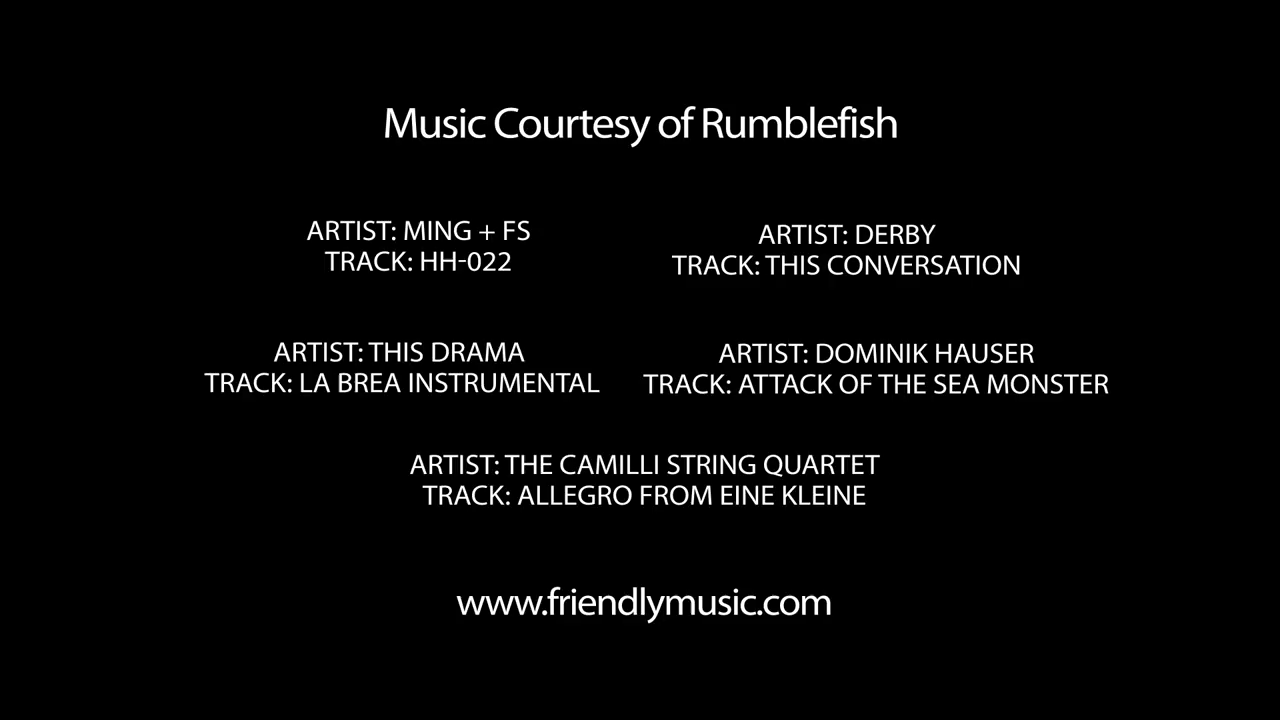 Music Courtesy of Rumblefish
ARTIST: MING + FS
TRACK: HH-022
ARTIST: DERBY
TRACK: THIS CONVERSATION
ARTIST: THIS DRAMA
TRACK: LA BREA INSTRUMENTAL
ARTIST: DOMINIK HAUSER
TRACK: ATTACK OF THE SEA MONSTER
ARTIST: THE CAMILLI STRING QUARTET
TRACK: ALLEGRO FROM EINE KLEINE
www.friendlymusic.com